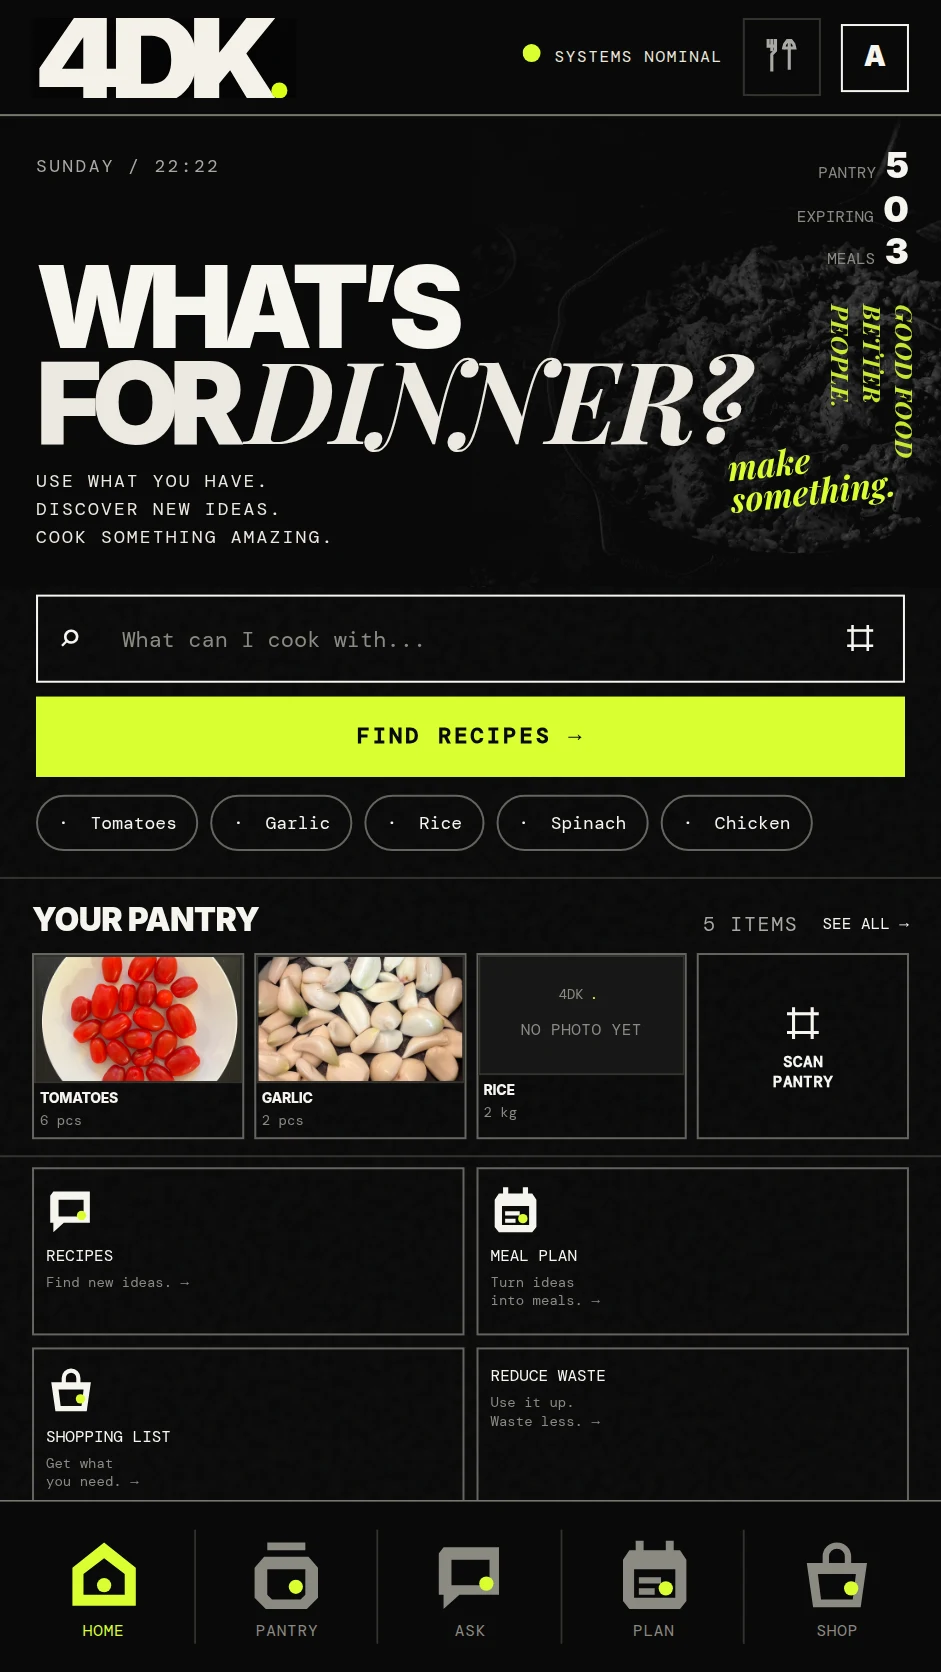 4DK.
SYSTEMS NOMINAL
A
SUNDAY / 22:22
PANTRY 5
EXPIRING 0
MEALS 3
WHAT'S
FOR DINNER?
GOOD FOOD
BETTER
PEOPLE.
make
something.
USE WHAT YOU HAVE.
DISCOVER NEW IDEAS.
COOK SOMETHING AMAZING.
What can I cook with...
FIND RECIPES →
· Tomatoes
· Garlic
· Rice
· Spinach
· Chicken
YOUR PANTRY
5 ITEMS
SEE ALL →
4DK .
NO PHOTO YET
TOMATOES
6 pcs
GARLIC
2 pcs
RICE
2 kg
SCAN
PANTRY
RECIPES
Find new ideas. →
MEAL PLAN
Turn ideas
into meals. →
SHOPPING LIST
Get what
you need. →
REDUCE WASTE
Use it up.
Waste less. →
HOME
PANTRY
ASK
PLAN
SHOP